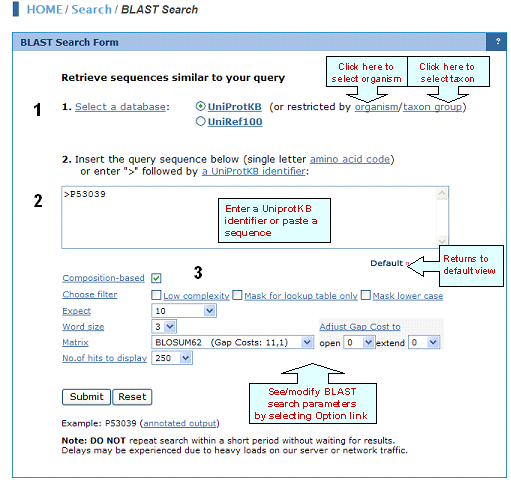 HOME / Search / BLAST Search
BLAST Search Form
?
Retrieve sequences similar to your query
Click here to select organism
Click here to select taxon
1
1. Select a database:
UniProtKB (or restricted by organism/taxon group)
UniRef100
2. Insert the query sequence below (single letter amino acid code)
or enter ">" followed by a UniProtKB identifier:
2
>P53039
Enter a UniprotKB
identifier or paste a
sequence
Default »
Returns to
default view
3
Composition-based
Choose filter Low complexity Mask for lookup table only Mask lower case
Expect 10
Word size 3 Adjust Gap Cost to
Matrix BLOSUM62 (Gap Costs: 11,1) open 0 extend 0
No.of hits to display 250
See/modify BLAST
search parameters
by selecting Option link
Submit Reset
Example: P53039 (annotated output)
Note: DO NOT repeat search within a short period without waiting for results.
Delays may be experienced due to heavy loads on our server or network traffic.